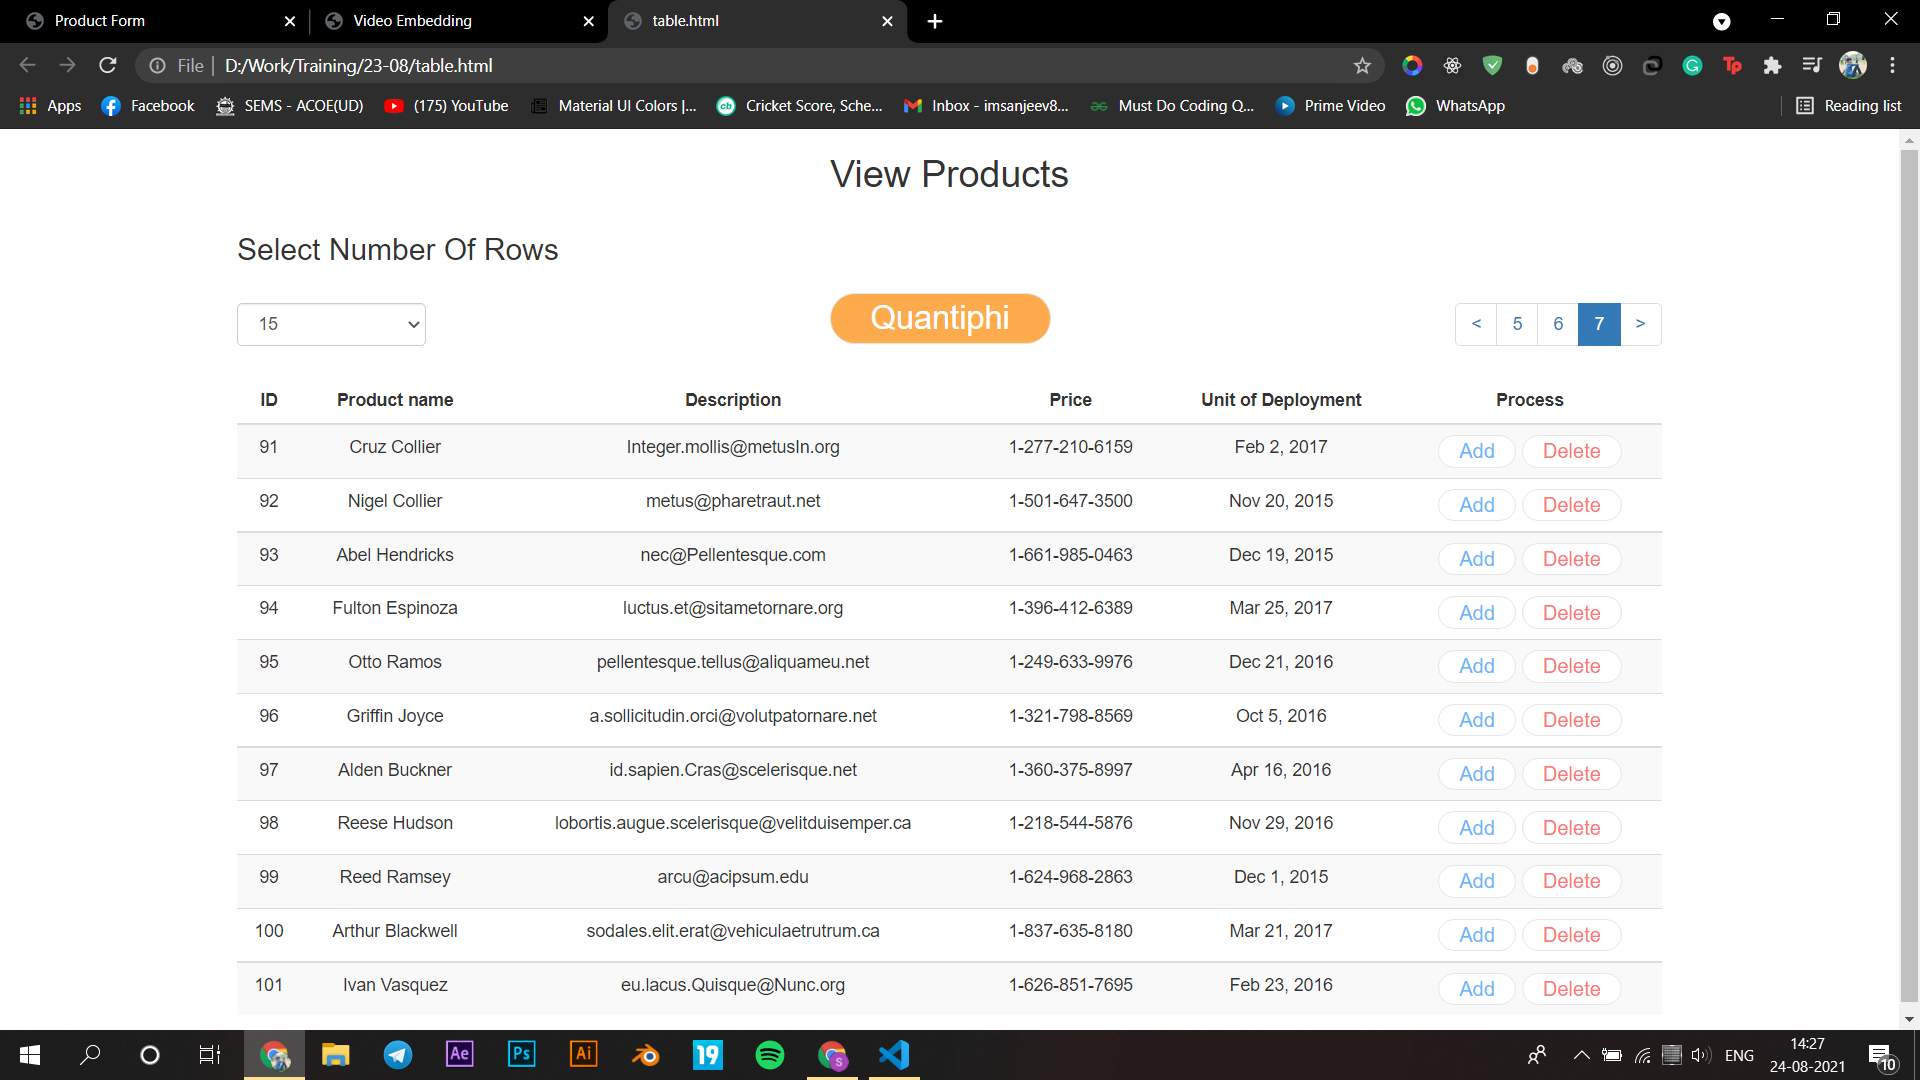 Product Form
Video Embedding
table.html
File
D:/Work/Training/23-08/table.html
Apps
Facebook
SEMS - ACOE(UD)
(175) YouTube
Material UI Colors |...
Cricket Score, Sche...
Inbox - imsanjeev8...
Must Do Coding Q...
Prime Video
WhatsApp
Reading list
View Products
Select Number Of Rows
15
Quantiphi
< 5 6 7 >
ID Product name Description Price Unit of Deployment Process
91 Cruz Collier Integer.mollis@metusIn.org 1-277-210-6159 Feb 2, 2017 Add Delete
92 Nigel Collier metus@pharetraut.net 1-501-647-3500 Nov 20, 2015 Add Delete
93 Abel Hendricks nec@Pellentesque.com 1-661-985-0463 Dec 19, 2015 Add Delete
94 Fulton Espinoza luctus.et@sitametornare.org 1-396-412-6389 Mar 25, 2017 Add Delete
95 Otto Ramos pellentesque.tellus@aliquameu.net 1-249-633-9976 Dec 21, 2016 Add Delete
96 Griffin Joyce a.sollicitudin.orci@volutpatornare.net 1-321-798-8569 Oct 5, 2016 Add Delete
97 Alden Buckner id.sapien.Cras@scelerisque.net 1-360-375-8997 Apr 16, 2016 Add Delete
98 Reese Hudson lobortis.augue.scelerisque@velitduisemper.ca 1-218-544-5876 Nov 29, 2016 Add Delete
99 Reed Ramsey arcu@acipsum.edu 1-624-968-2863 Dec 1, 2015 Add Delete
100 Arthur Blackwell sodales.elit.erat@vehiculaetrutrum.ca 1-837-635-8180 Mar 21, 2017 Add Delete
101 Ivan Vasquez eu.lacus.Quisque@Nunc.org 1-626-851-7695 Feb 23, 2016 Add Delete
Ae
Ps
Ai
19
S
ENG
14:27
24-08-2021
10